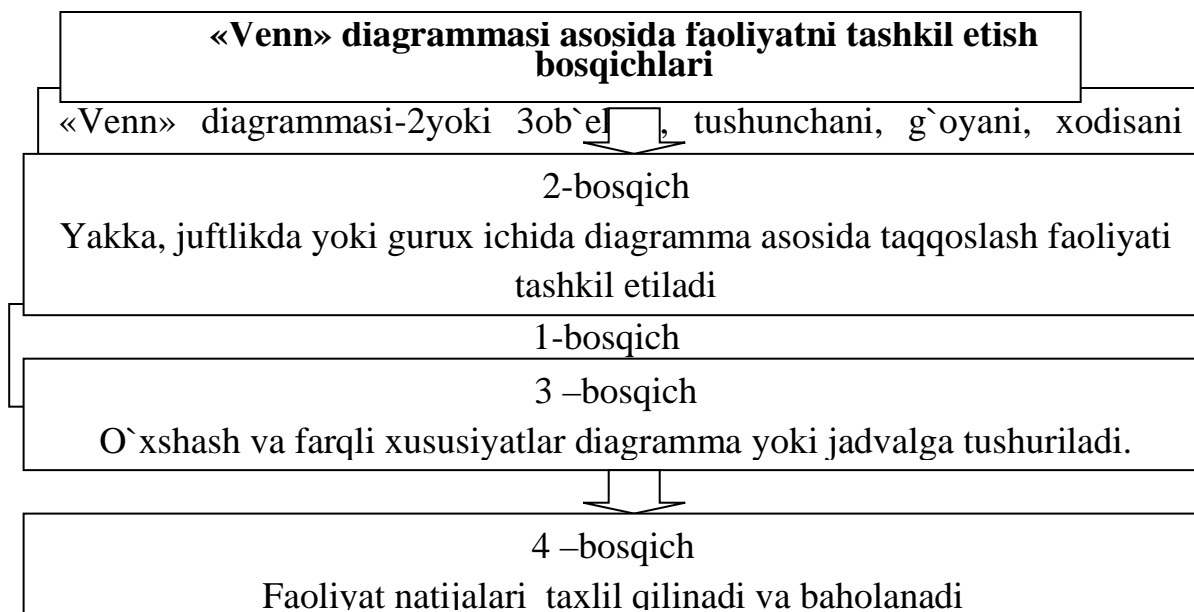 «Venn» diagrammasi asosida faoliyatni tashkil etish
bosqichlari
«Venn» diagrammasi-2yoki 3ob`e , tushunchani, g`oyani, xodisani
2-bosqich
Yakka, juftlikda yoki gurux ichida diagramma asosida taqqoslash faoliyati
tashkil etiladi
1-bosqich
3 –bosqich
O`xshash va farqli xususiyatlar diagramma yoki jadvalga tushuriladi.
4 –bosqich
Faoliyat natijalari taxlil qilinadi va baholanadi